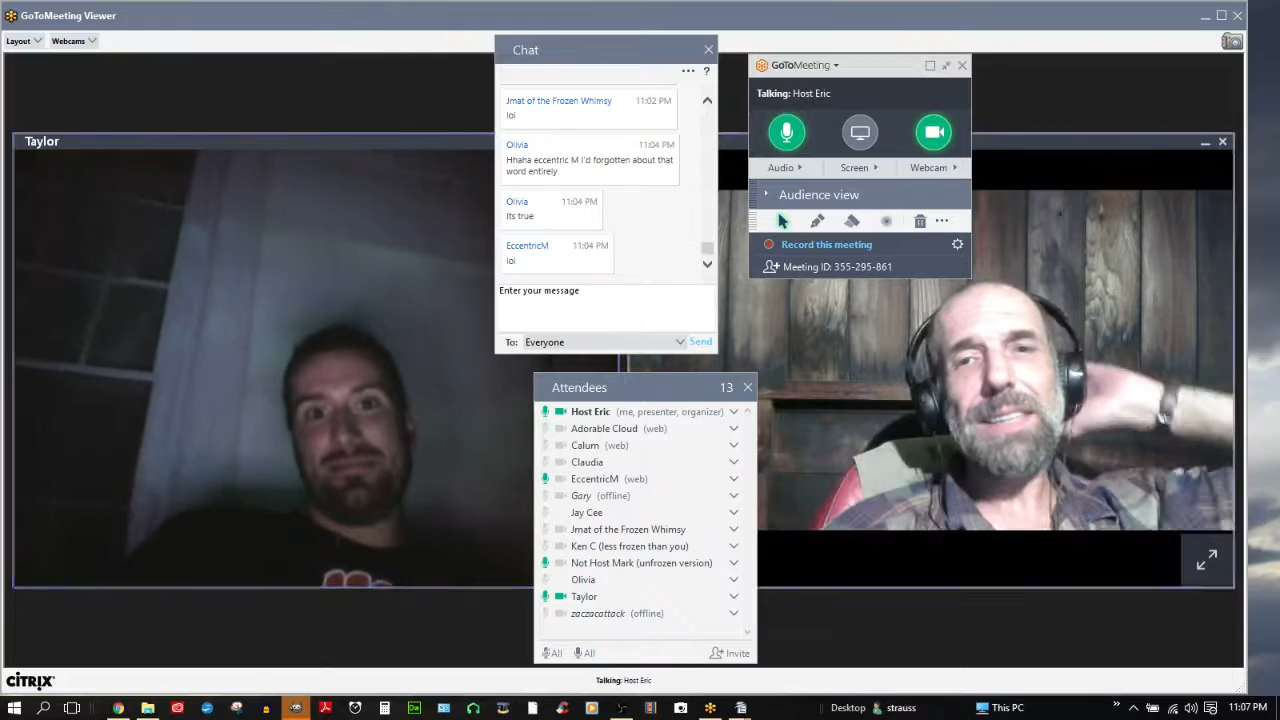 GoToMeeting Viewer
Layout
Webcams
Taylor
Chat
... ?
Jmat of the Frozen Whimsy 11:02 PM
lol
Olivia 11:04 PM
Hhaha eccentric M I'd forgotten about that
word entirely
Olivia 11:04 PM
Its true
EccentricM 11:04 PM
lol
Enter your message
To: Everyone Send
GoToMeeting
Talking: Host Eric
Audio Screen Webcam
Audience view
Record this meeting
Meeting ID: 355-295-861
Attendees 13
Host Eric (me, presenter, organizer)
Adorable Cloud (web)
Calum (web)
Claudia
EccentricM (web)
Gary (offline)
Jay Cee
Jmat of the Frozen Whimsy
Ken C (less frozen than you)
Not Host Mark (unfrozen version)
Olivia
Taylor
zaczacattack (offline)
All All Invite
CİTRIX
Talking: Host Eric
Dw
Desktop strauss This PC 11:07 PM